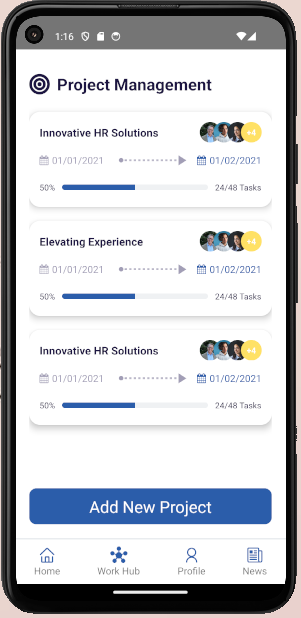 1:16
Project Management
Innovative HR Solutions +4
01/01/2021 01/02/2021
50% 24/48 Tasks
Elevating Experience +4
01/01/2021 01/02/2021
50% 24/48 Tasks
Innovative HR Solutions +4
01/01/2021 01/02/2021
50% 24/48 Tasks
Add New Project
Home Work Hub Profile News